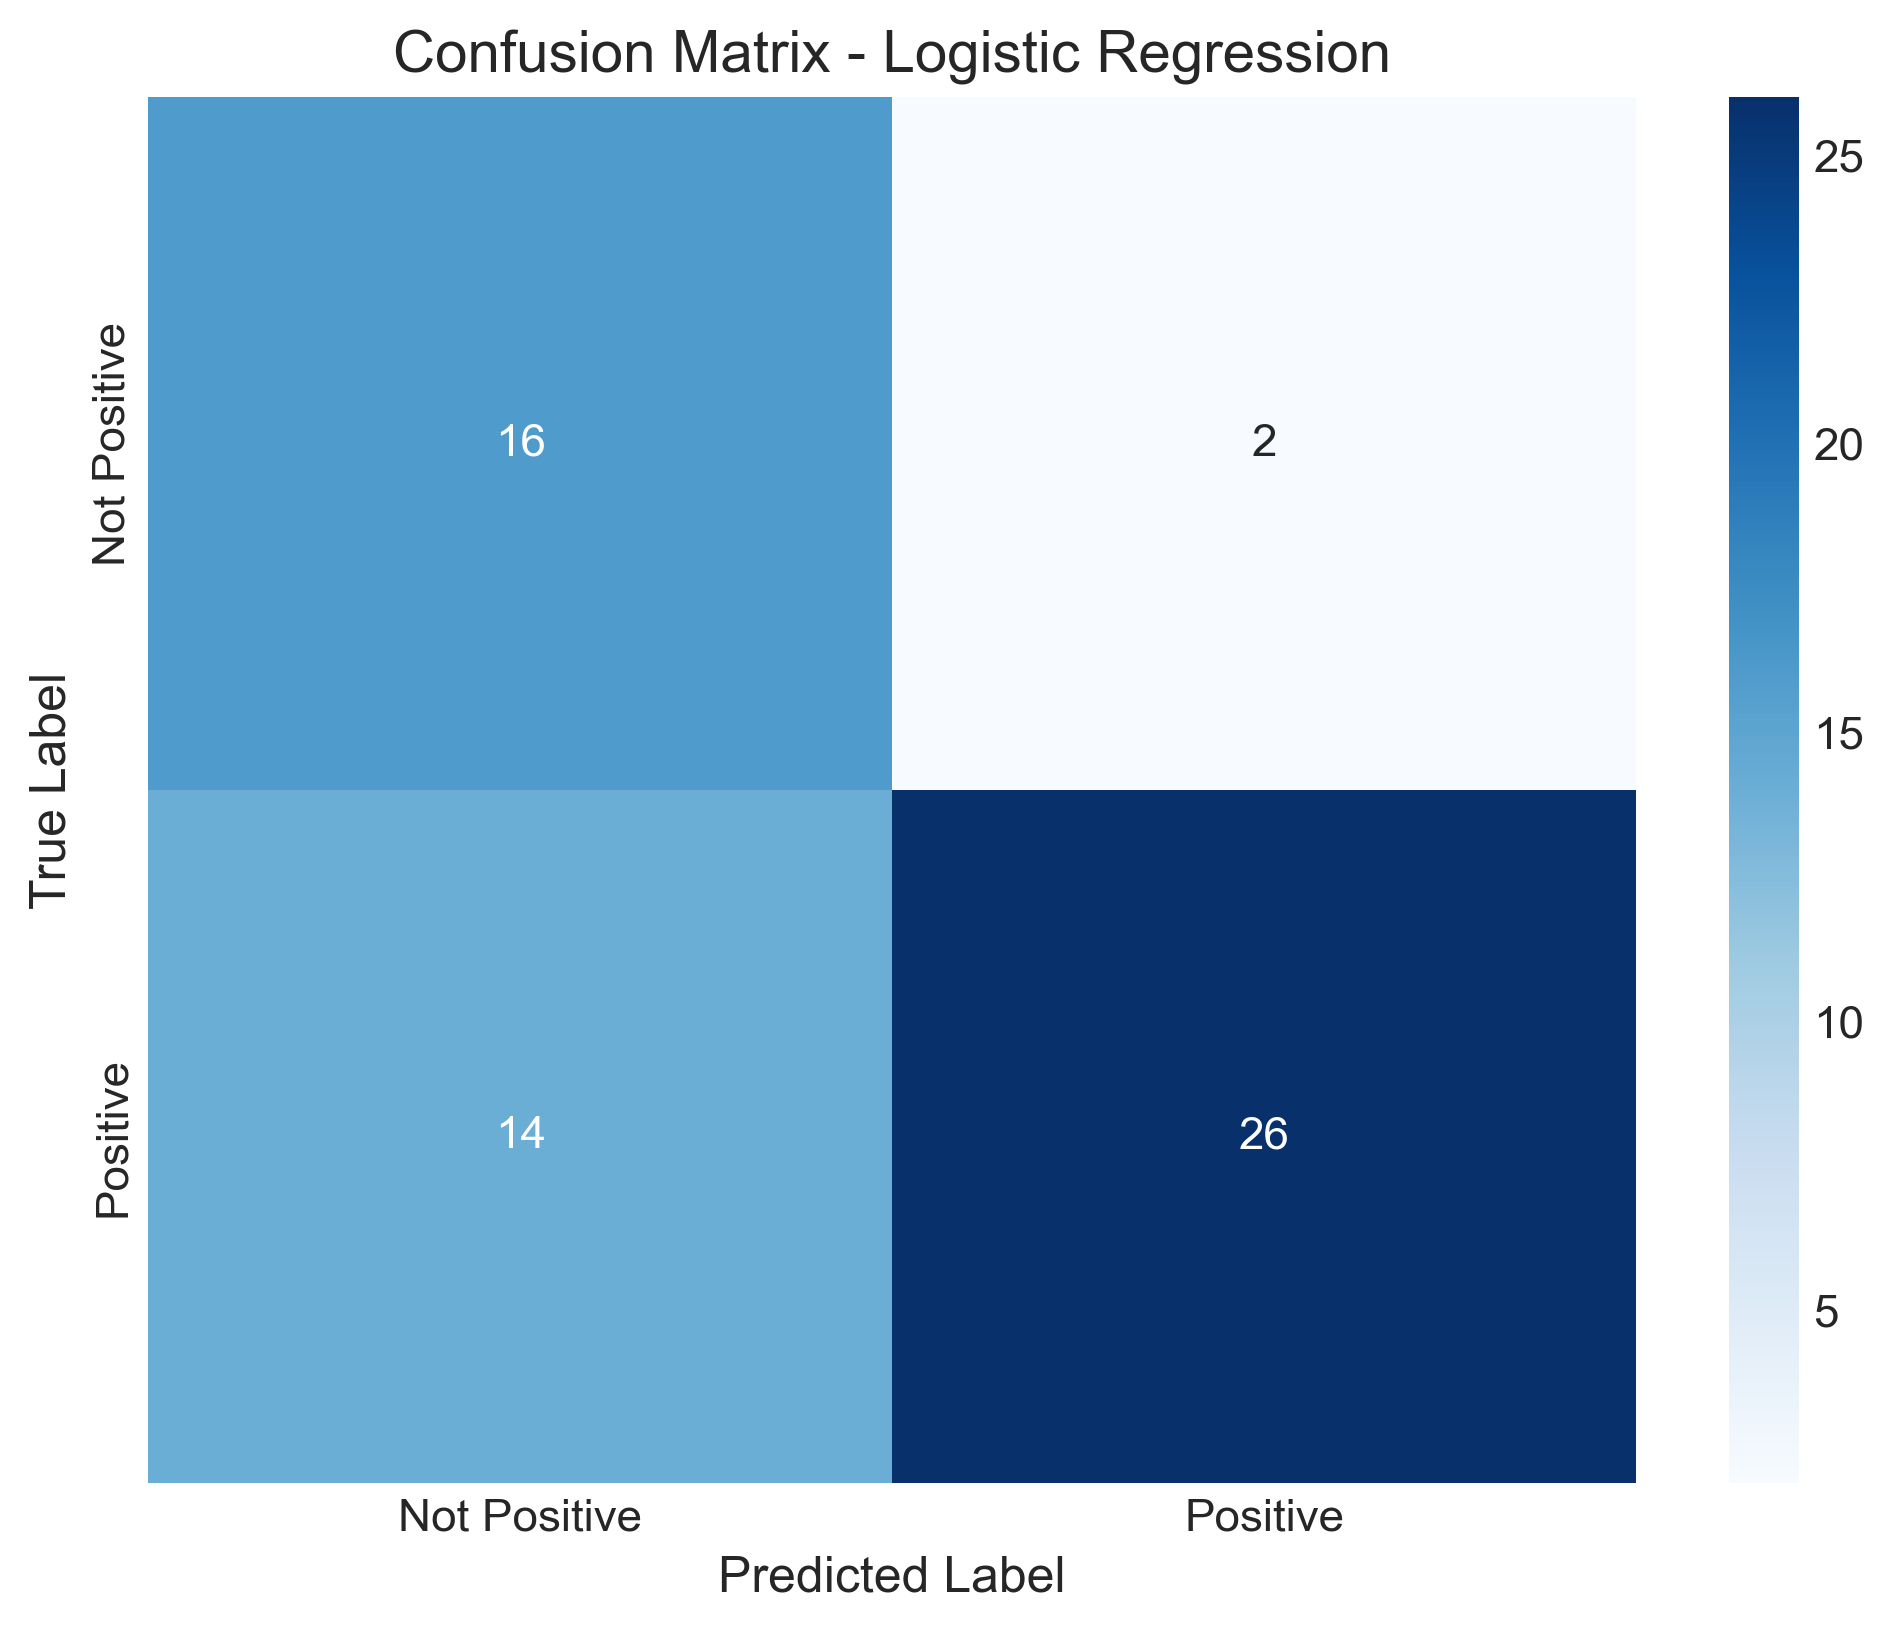 Confusion Matrix - Logistic Regression
True Label
Not Positive
Positive
16
2
14
26
Not Positive
Positive
Predicted Label
25
20
15
10
5